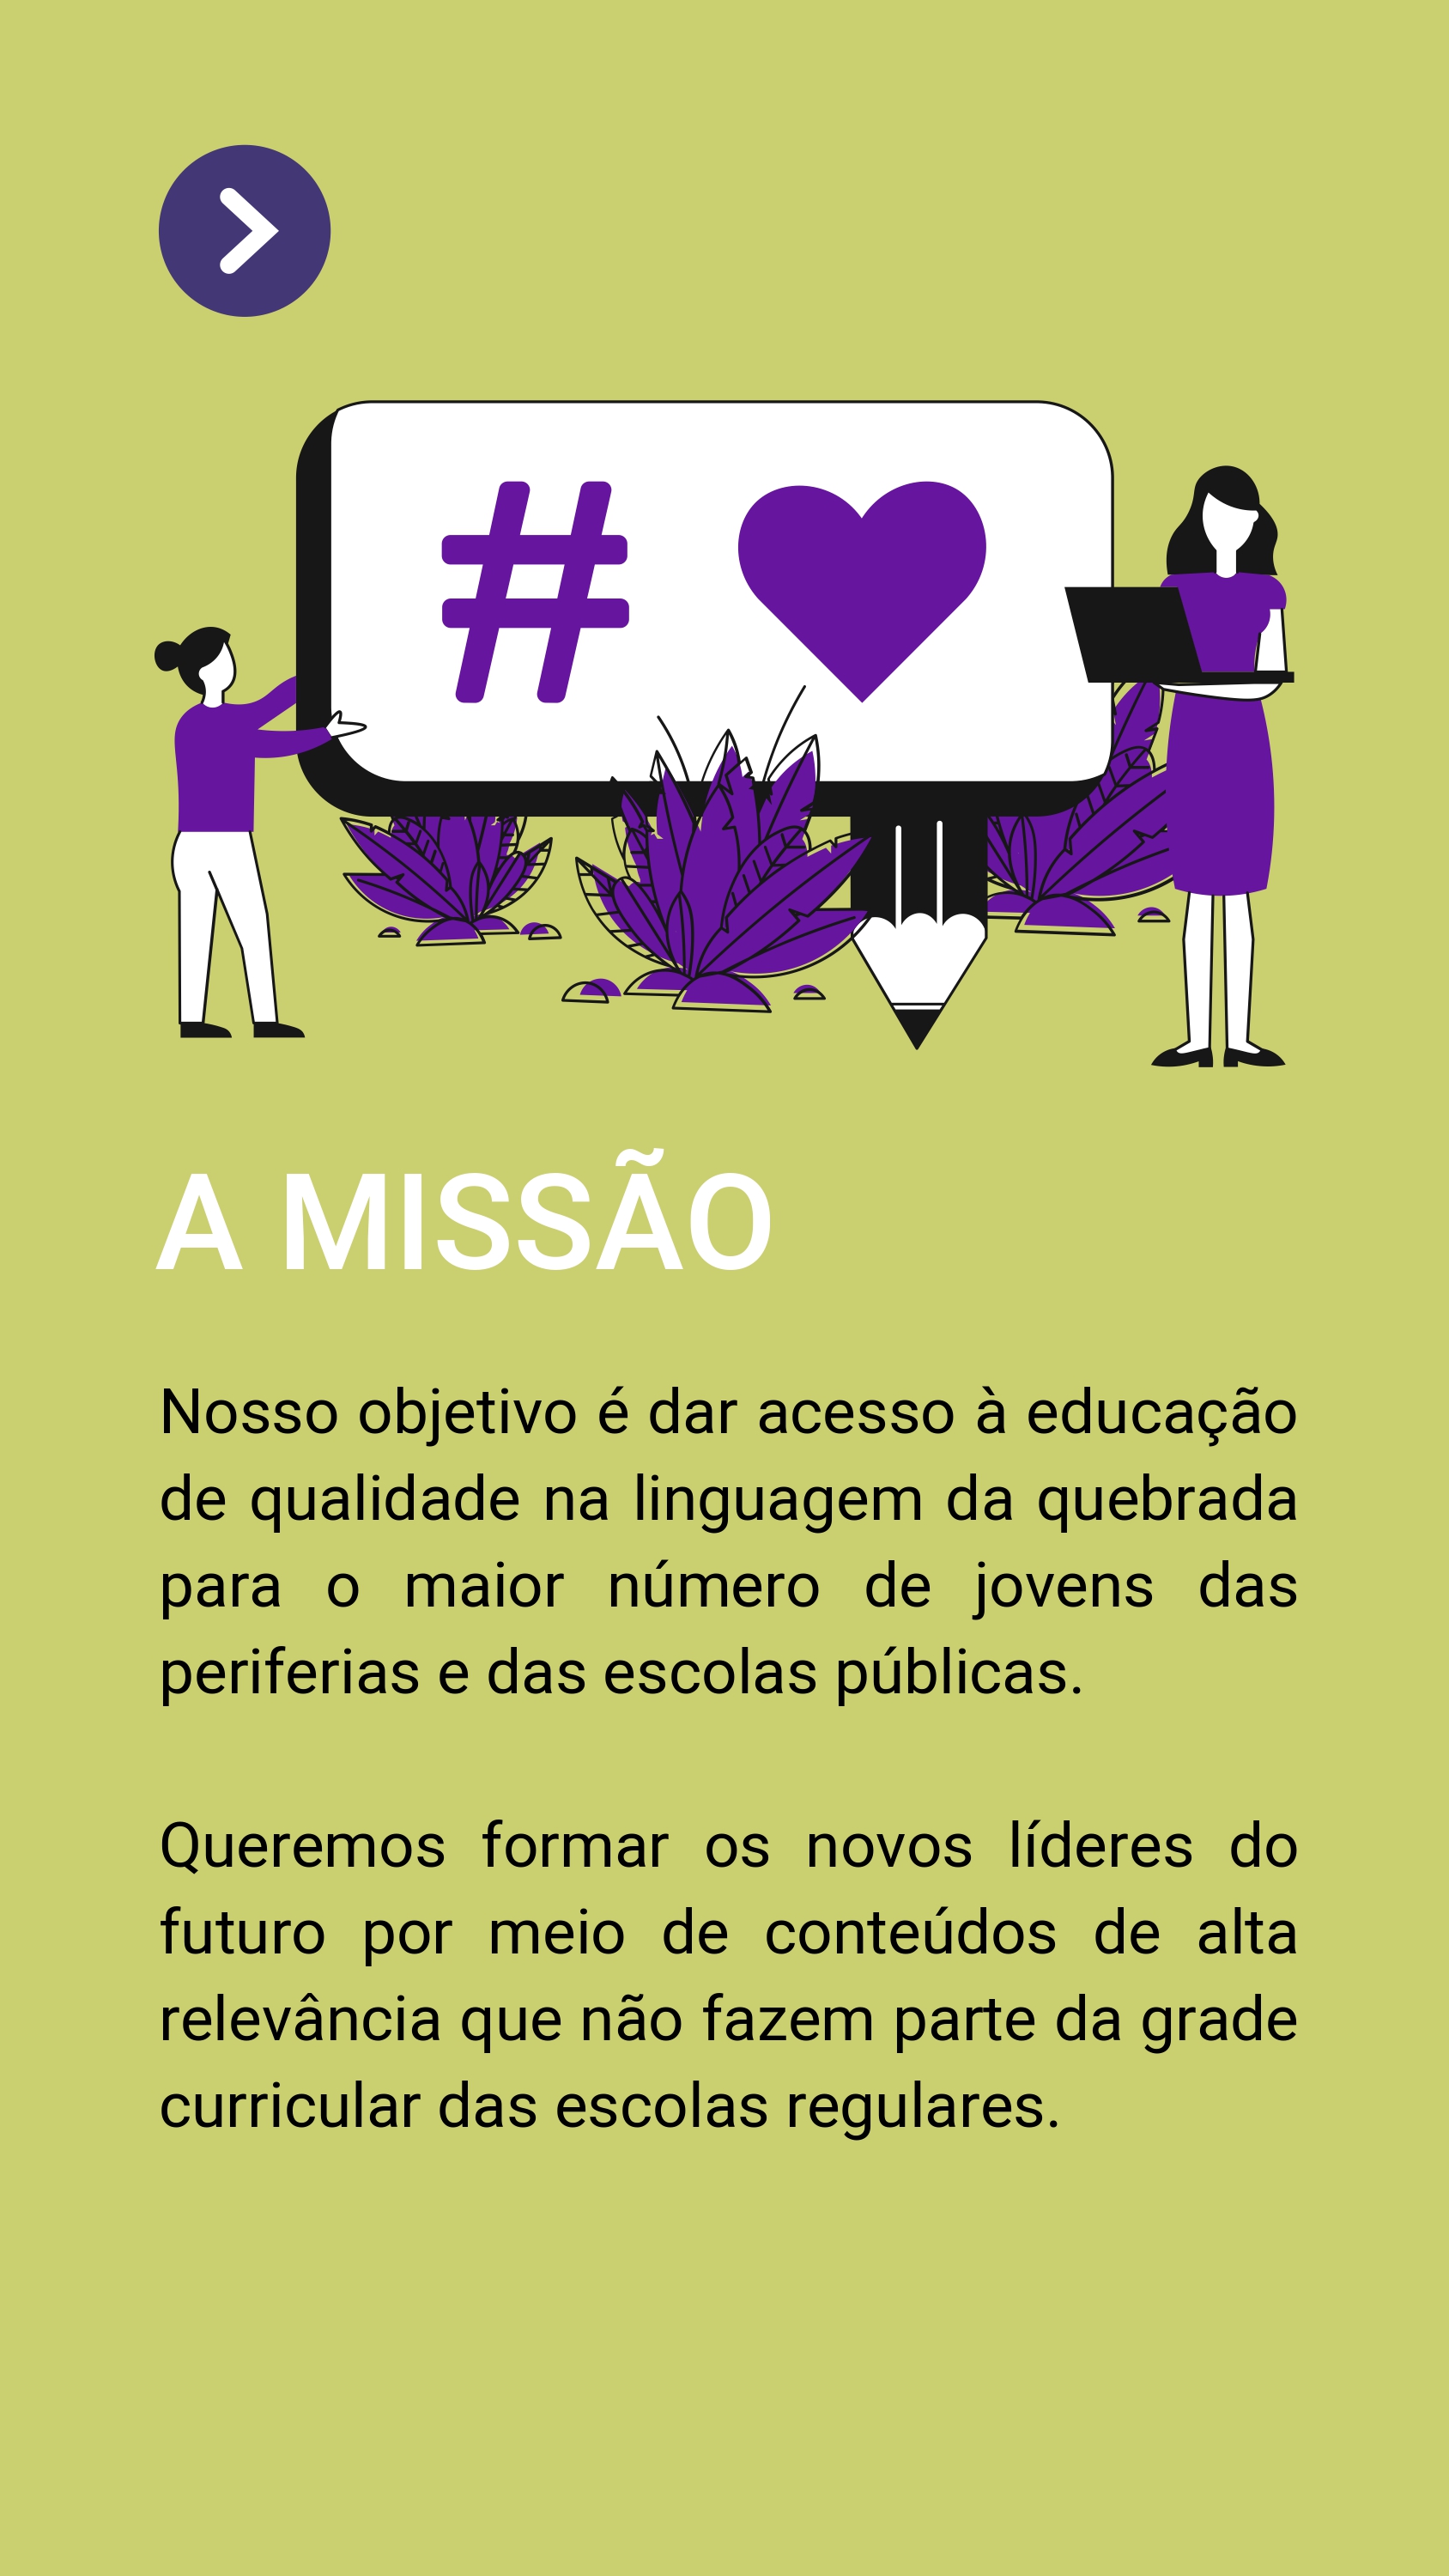 #
A MISSÃO
Nosso objetivo é dar acesso à educação
de qualidade na linguagem da quebrada
para o maior número de jovens das
periferias e das escolas públicas.
Queremos formar os novos líderes do
futuro por meio de conteúdos de alta
relevância que não fazem parte da grade
curricular das escolas regulares.